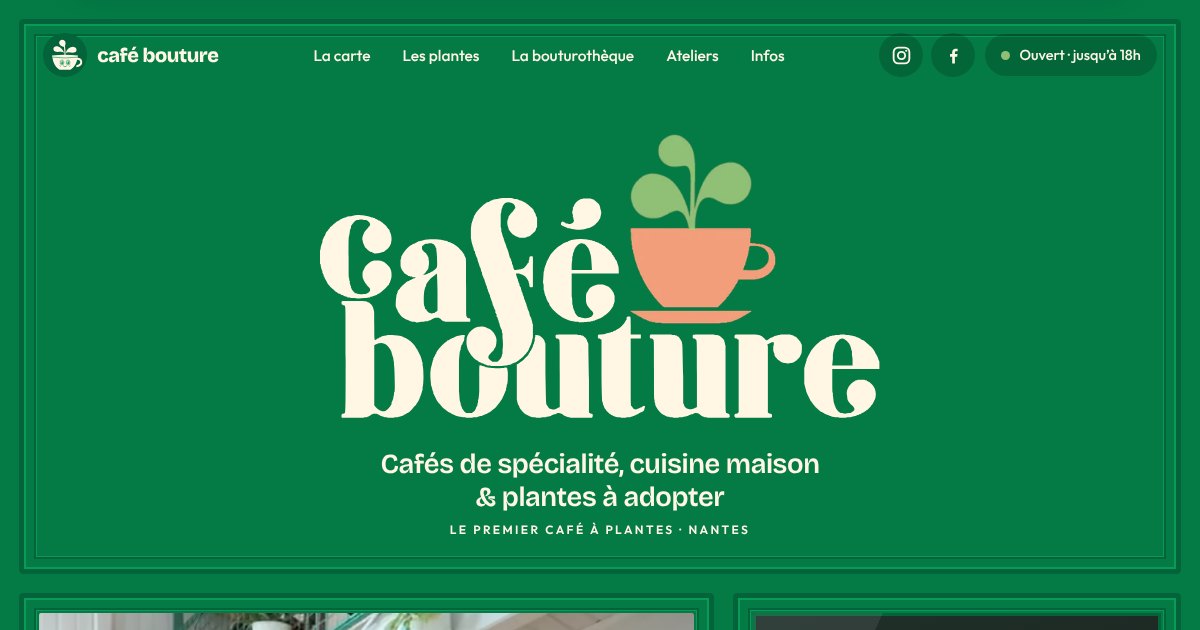 café bouture
La carte
Les plantes
La bouturothèque
Ateliers
Infos
Ouvert · jusqu'à 18h
café
bouture
Cafés de spécialité, cuisine maison
& plantes à adopter
LE PREMIER CAFÉ À PLANTES · NANTES